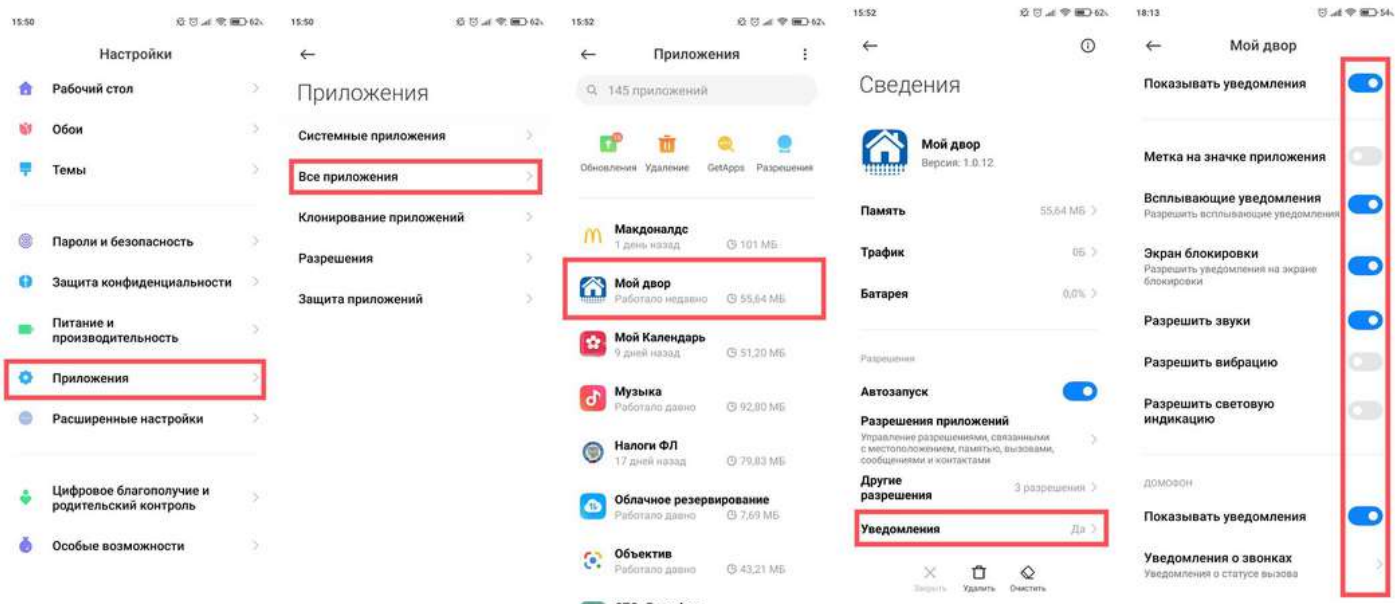 15:50
62%
Настройки
Рабочий стол
Обои
Темы
Пароли и безопасность
Защита конфиденциальности
Питание и
производительность
Приложения
Расширенные настройки
Цифровое благополучие и
родительский контроль
Особые возможности
15:50
62%
Приложения
Системные приложения
Все приложения
Клонирование приложений
Разрешения
Защита приложений
15:52
62%
Приложения
145 приложений
Обновления Удаление GetApps Разрешения
Макдоналдс
1 день назад 101 МБ
Мой двор
Работало недавно 55,64 МБ
Мой Календарь
9 дней назад 51,20 МБ
Музыка
Работало давно 92,80 МБ
Налоги ФЛ
17 дней назад 79,83 МБ
Облачное резервирование
Работало давно 7,69 МБ
Объектив
Работало давно 43,21 МБ
15:52
62%
Сведения
Мой двор
Версия: 1.0.12
Память 55,64 МБ
Трафик 0Б
Батарея 0,0%
Разрешения
Автозапуск
Разрешения приложений
Управление разрешениями, связанными
с местоположением, памятью, вызовами,
сообщениями и контактами
Другие
разрешения 3 разрешения
Уведомления Да
Закрыть Удалить Очистить
18:13
54%
Мой двор
Показывать уведомления
Метка на значке приложения
Всплывающие уведомления
Разрешить всплывающие уведомления
Экран блокировки
Разрешить уведомления на экране
блокировки
Разрешить звуки
Разрешить вибрацию
Разрешить световую
индикацию
ДОМОФОН
Показывать уведомления
Уведомления о звонках
Уведомления о статусе вызова